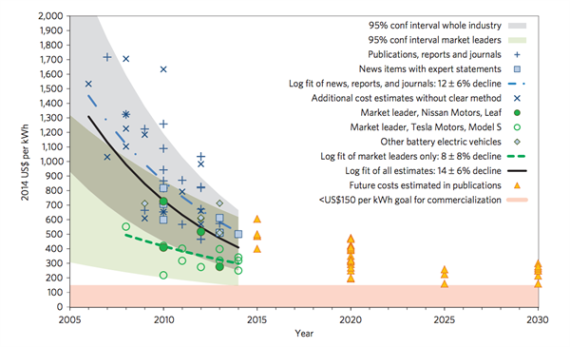 2,000
1,900
1,800
1,700
1,600
1,500
1,400
1,300
1,200
1,100
1,000
900
800
700
600
500
400
300
200
100
0
2014 US$ per kWh
95% conf interval whole industry
95% conf interval market leaders
Publications, reports and journals
News items with expert statements
Log fit of news, reports, and journals: 12 ± 6% decline
Additional cost estimates without clear method
Market leader, Nissan Motors, Leaf
Market leader, Tesla Motors, Model S
Other battery electric vehicles
Log fit of market leaders only: 8 ± 8% decline
Log fit of all estimates: 14 ± 6% decline
Future costs estimated in publications
<US$150 per kWh goal for commercialization
2005 2010 2015 2020 2025 2030
Year